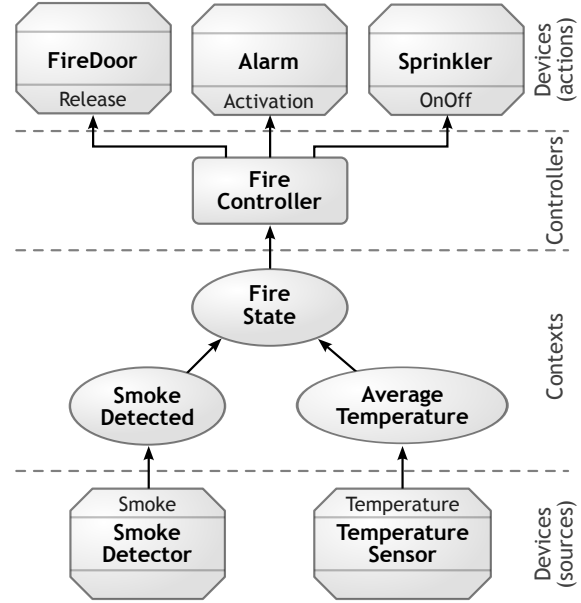 FireDoor
Release
Alarm
Activation
Sprinkler
OnOff
Devices
(actions)
Fire
Controller
Controllers
Fire
State
Smoke
Detected
Average
Temperature
Contexts
Smoke
Smoke
Detector
Temperature
Temperature
Sensor
Devices
(sources)